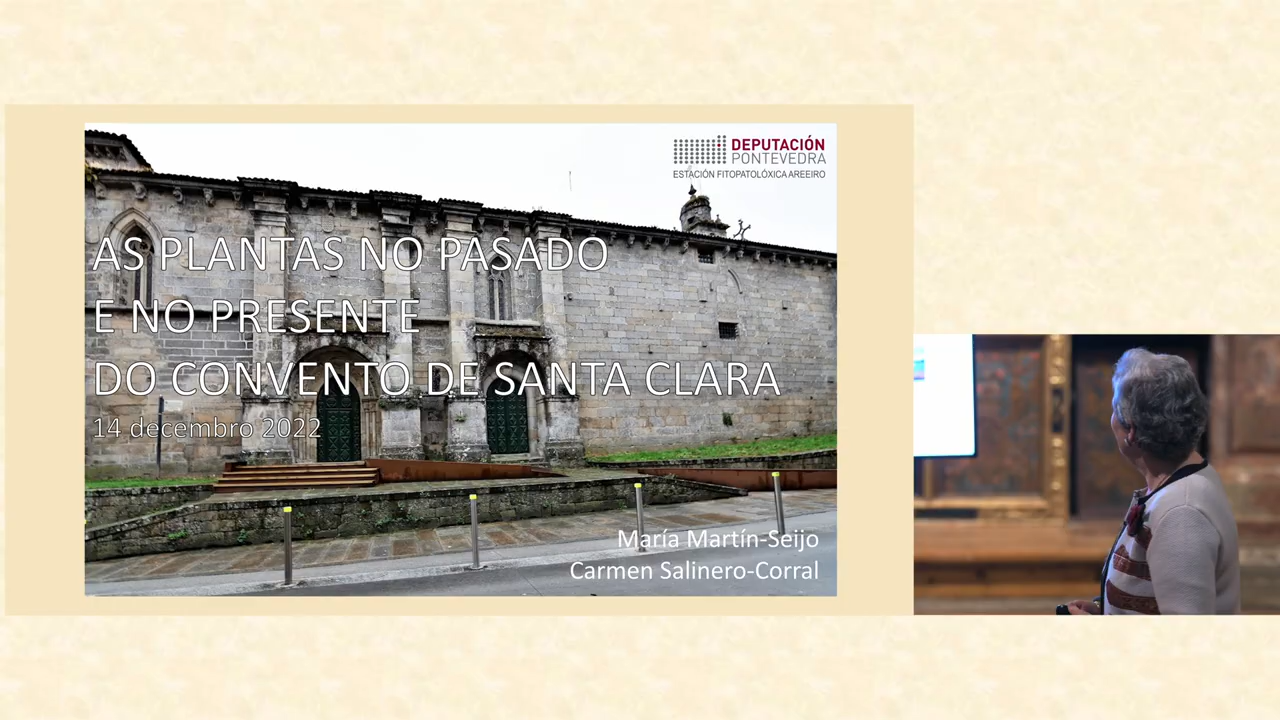 DEPUTACIÓN
PONTEVEDRA
ESTACIÓN FITOPATOLÓXICA AREEIRO
AS PLANTAS NO PASADO
E NO PRESENTE
DO CONVENTO DE SANTA CLARA
14 decembro 2022
María Martín-Seijo
Carmen Salinero-Corral